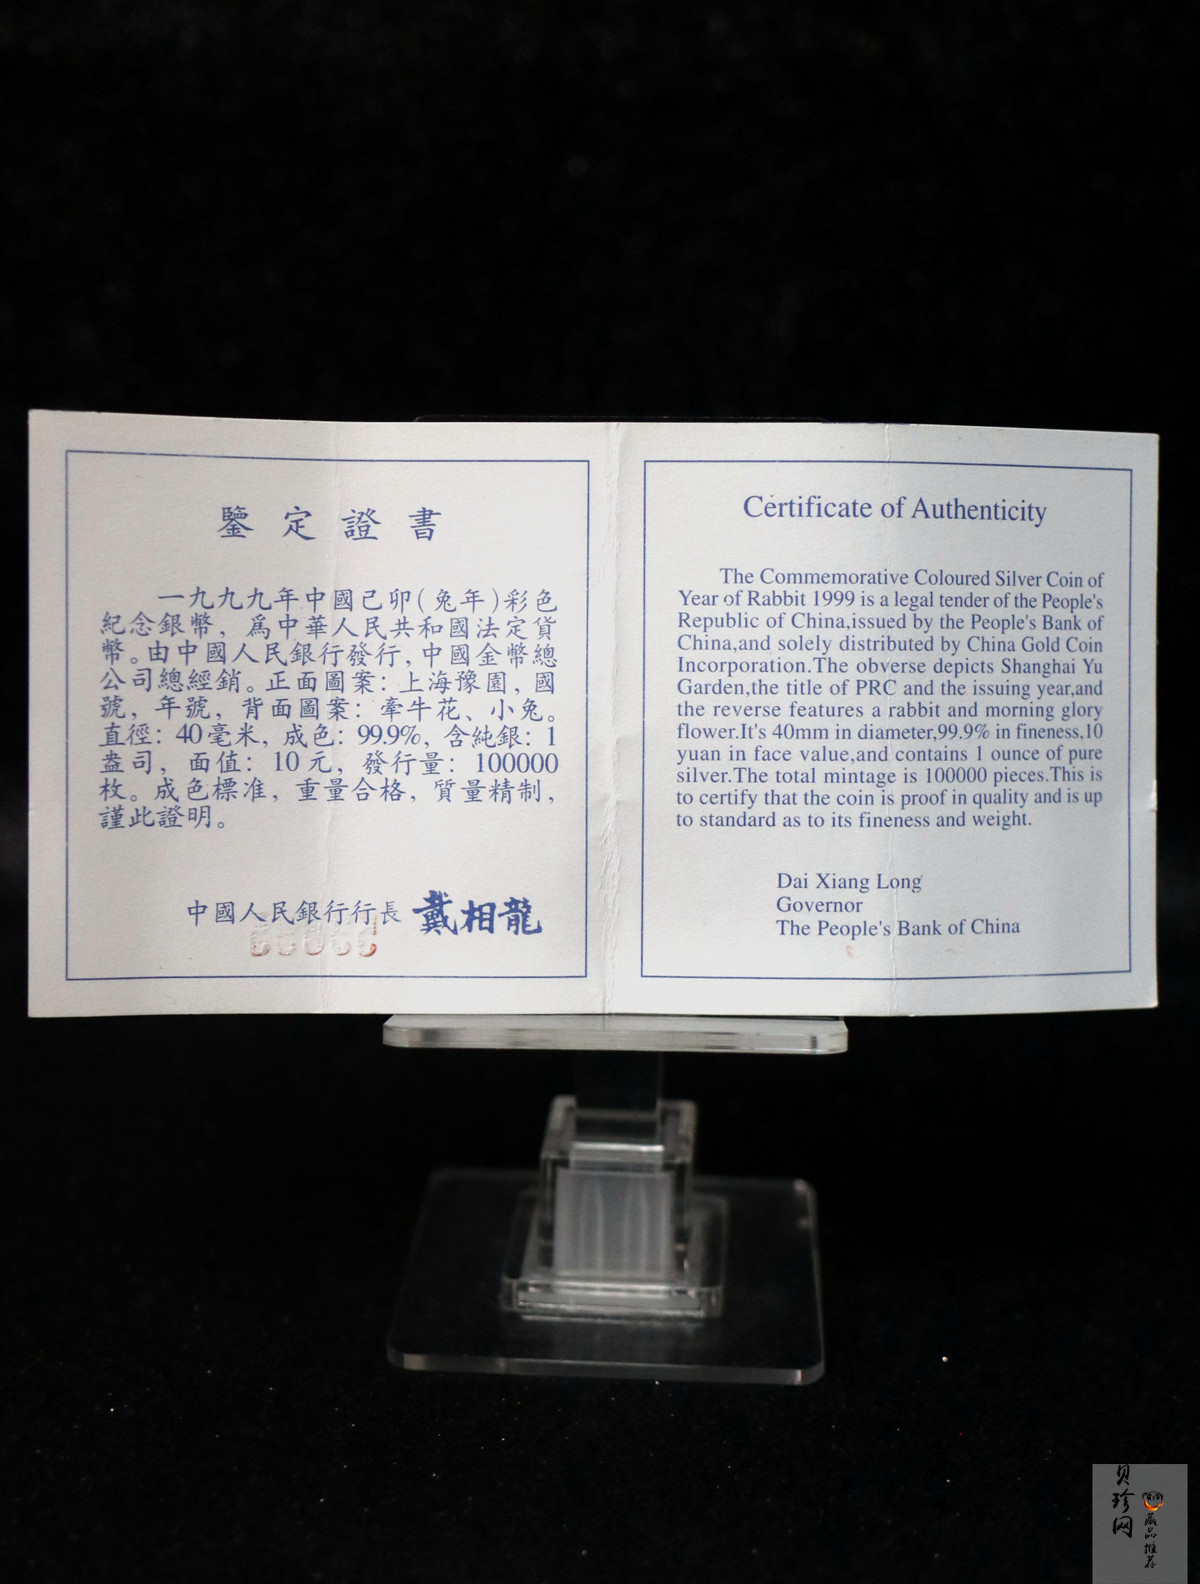 鑒定證書
一九九九年中國己卯(兔年)彩色
紀念銀幣，爲中華人民共和國法定貨
幣。由中國人民銀行發行，中國金幣總
公司總經銷。正面圖案：上海豫園，國
號，年號，背面圖案：牽牛花、小兔。
直徑：40毫米，成色：99.9%，含純銀：1
盎司，面值：10元，發行量：100000
枚。成色標准，重量合格，質量精制，
謹此證明。
中國人民銀行行長 戴相龍
Certificate of Authenticity
The Commemorative Coloured Silver Coin of
Year of Rabbit 1999 is a legal tender of the People's
Republic of China,issued by the People's Bank of
China,and solely distributed by China Gold Coin
Incorporation.The obverse depicts Shanghai Yu
Garden,the title of PRC and the issuing year,and
the reverse features a rabbit and morning glory
flower.It's 40mm in diameter,99.9% in fineness,10
yuan in face value,and contains 1 ounce of pure
silver.The total mintage is 100000 pieces.This is
to certify that the coin is proof in quality and is up
to standard as to its fineness and weight.
Dai Xiang Long
Governor
The People's Bank of China
贝珍网
藏品推荐